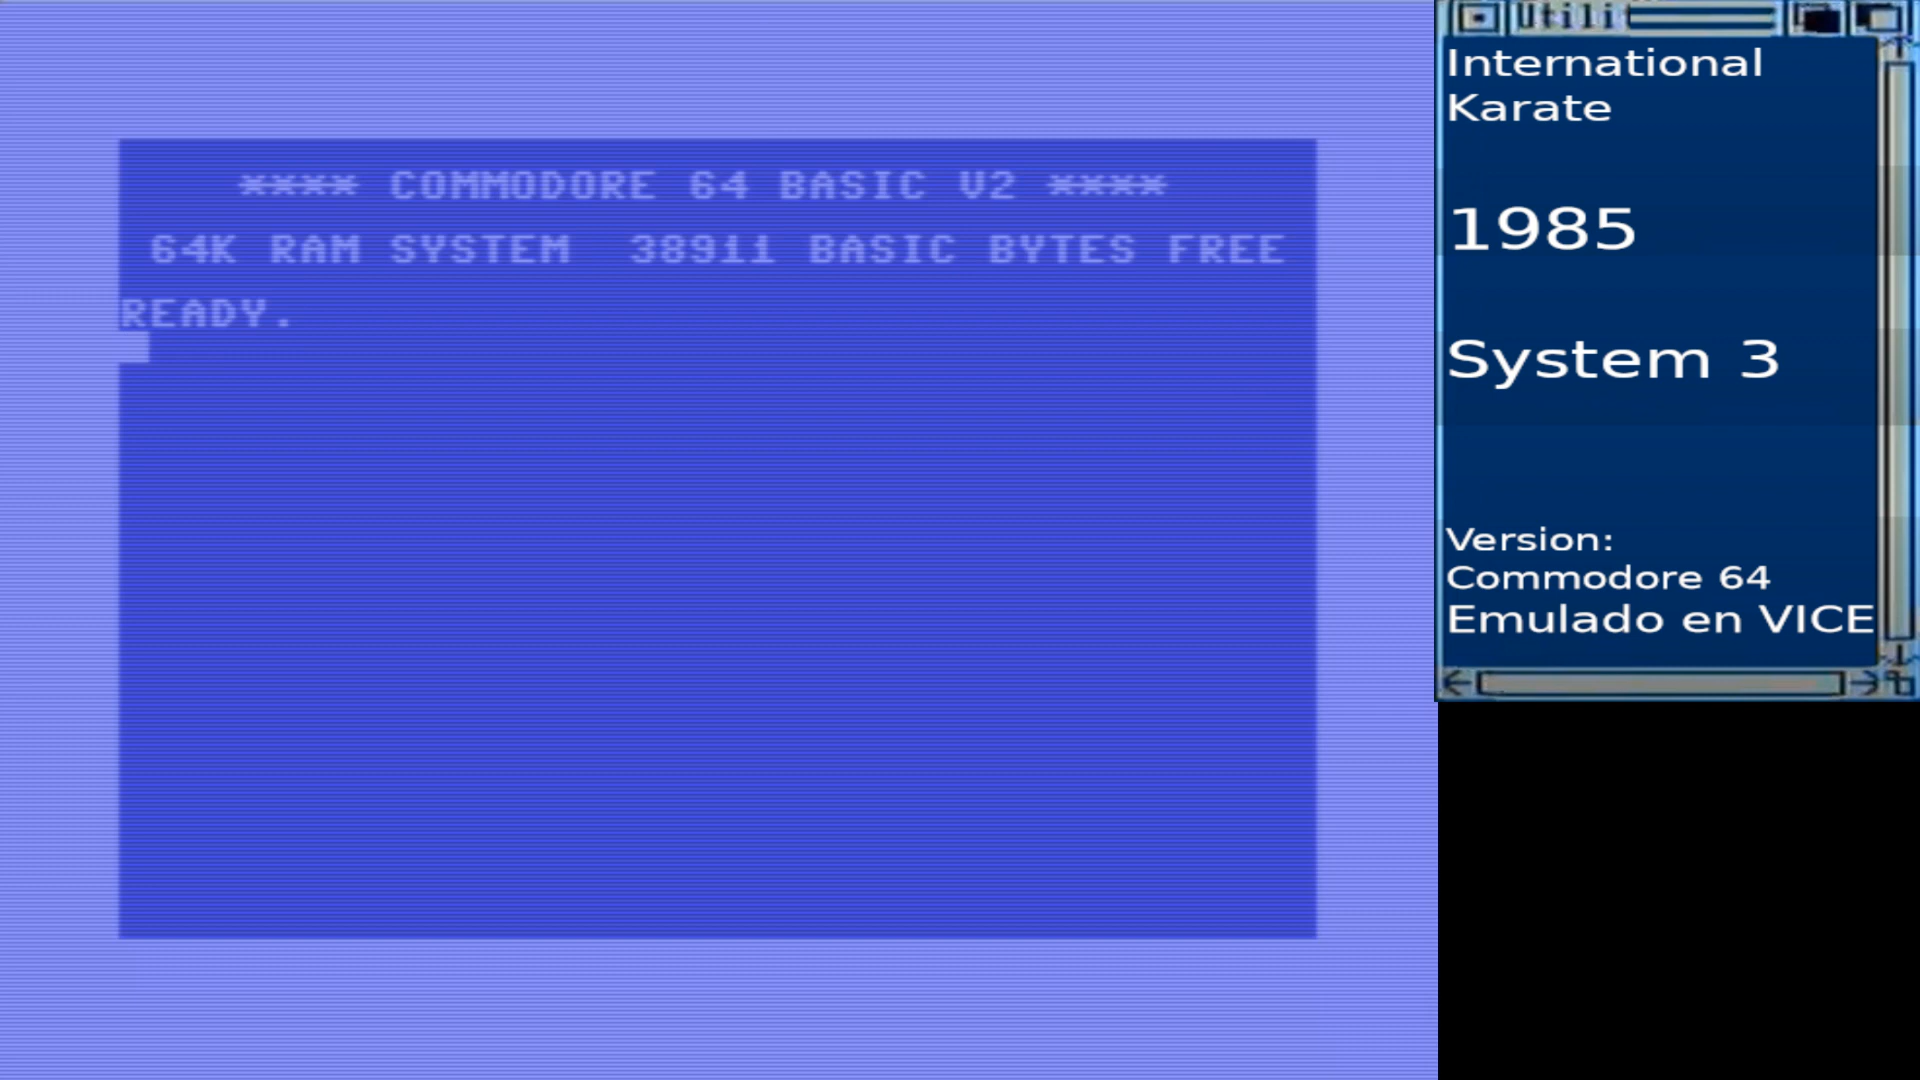 **** COMMODORE 64 BASIC V2 ****
64K RAM SYSTEM  38911 BASIC BYTES FREE
READY.
International
Karate
1985
System 3
Version:
Commodore 64
Emulado en VICE